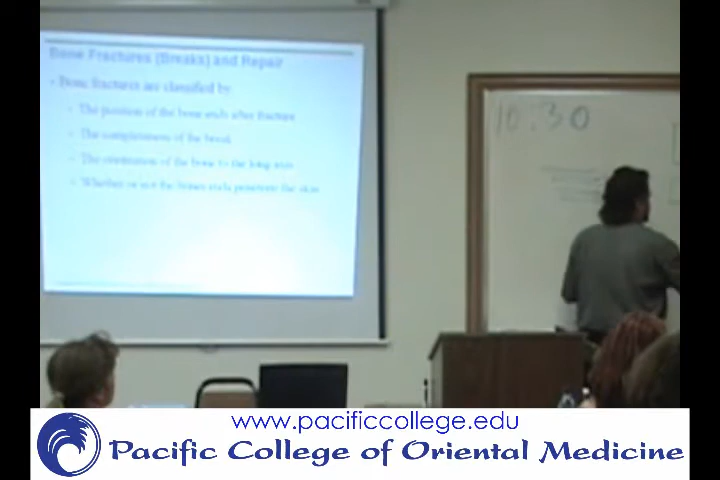 Bone Fractures (Breaks) and Repair
Bone fractures are classified by:
The position of the bone ends after fracture
The completeness of the break
The orientation of the bone to the long axis
Whether or not the bones ends penetrate the skin
10:30
www.pacificcollege.edu
Pacific College of Oriental Medicine